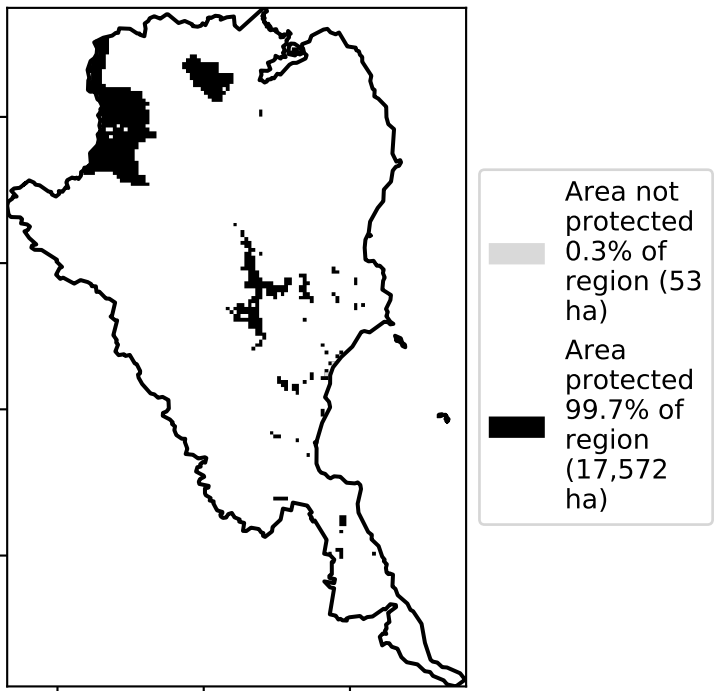 Area not
protected
0.3% of
region (53
ha)
Area
protected
99.7% of
region
(17,572
ha)